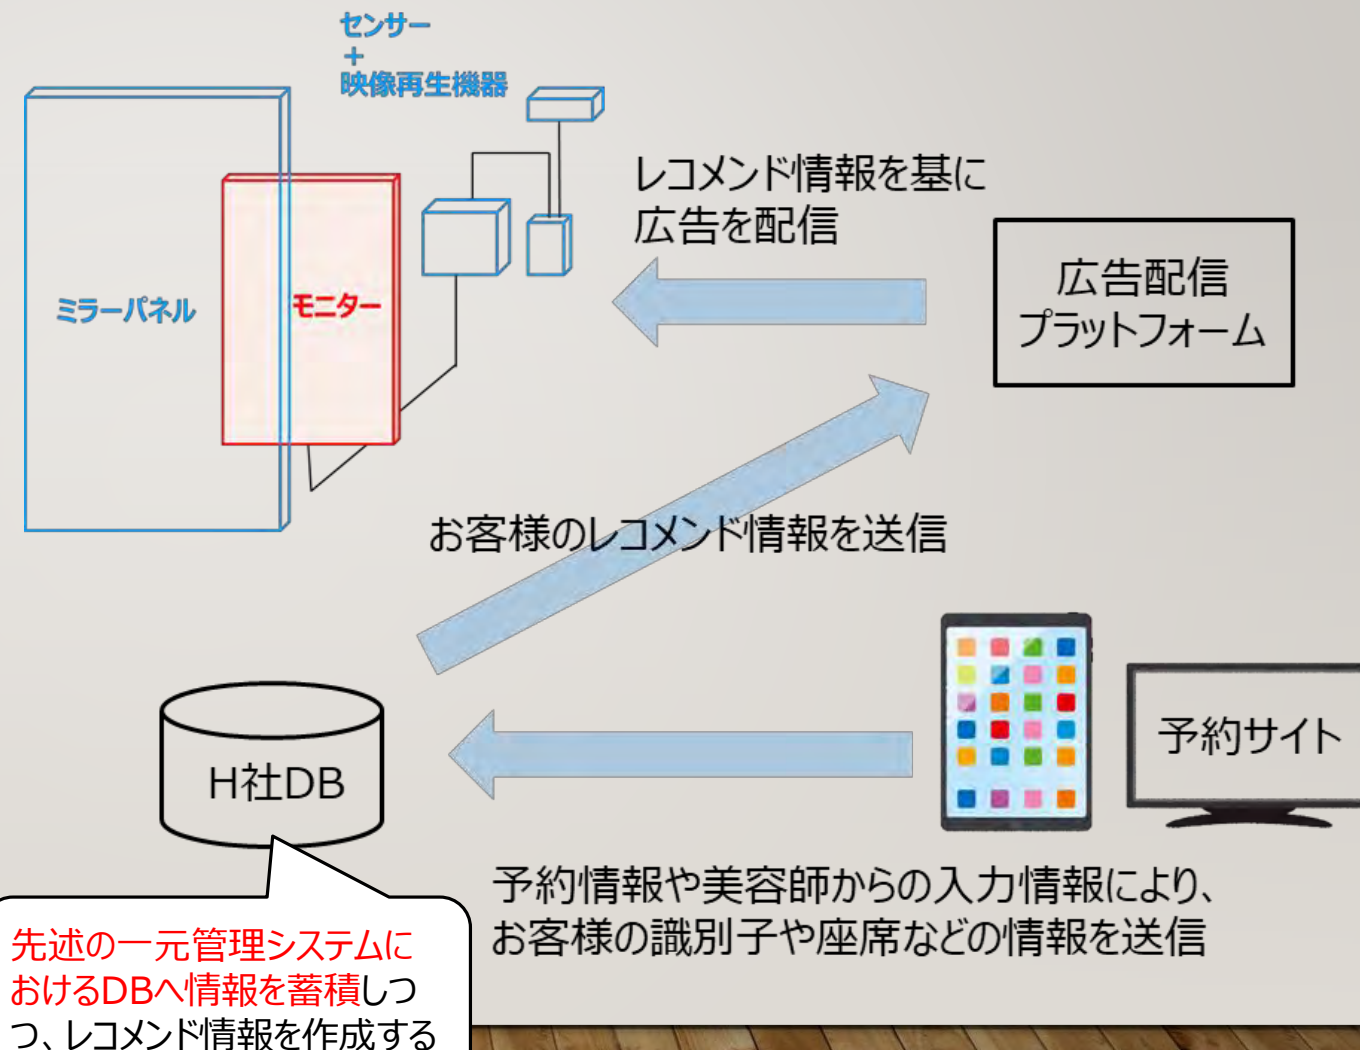 センサー
+
映像再生機器
レコメンド情報を基に
広告を配信
広告配信
プラットフォーム
ミラーパネル
モニター
お客様のレコメンド情報を送信
予約サイト
H社DB
予約情報や美容師からの入力情報により、
お客様の識別子や座席などの情報を送信
先述の一元管理システムに
おけるDBへ情報を蓄積しつ
つ、レコメンド情報を作成する